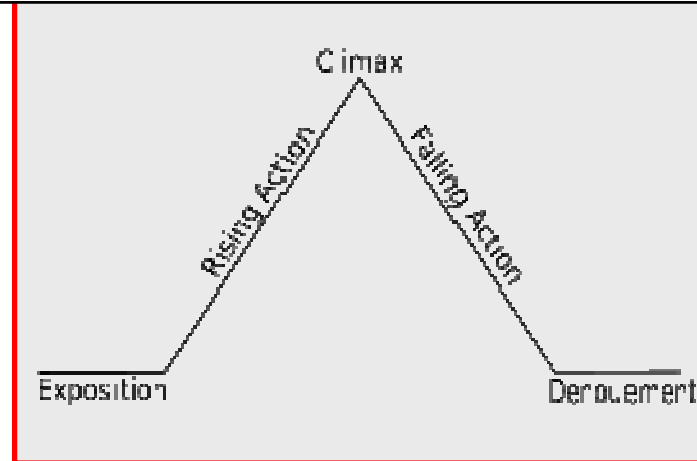 Climax
Rising Action
Falling Action
Exposition
Denouement